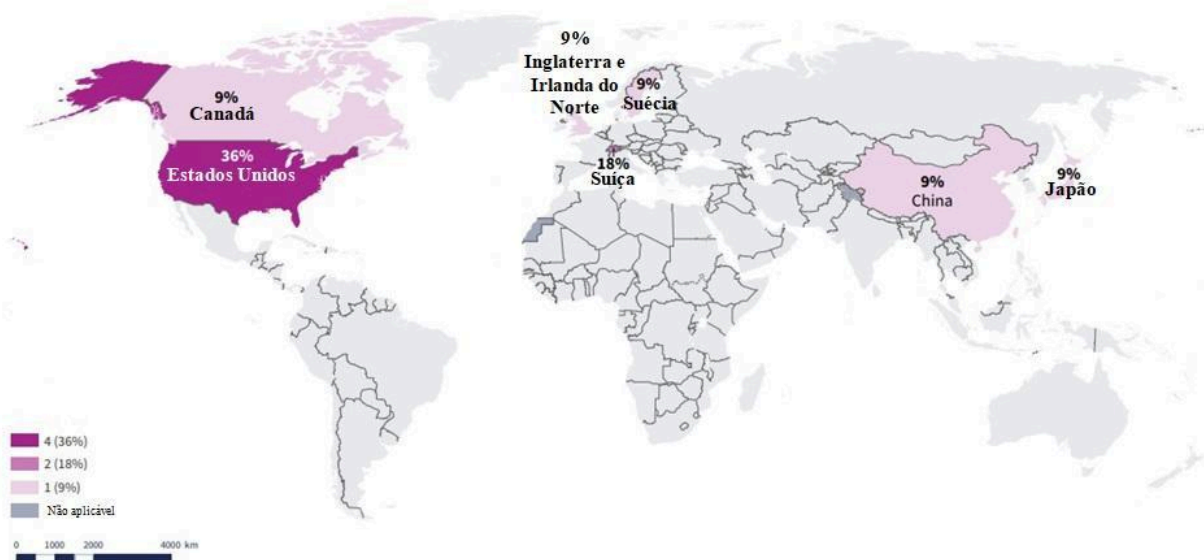 9%
Inglaterra e
Irlanda do
Norte
9%
Suécia
9%
Canadá
36%
Estados Unidos
18%
Suíça
9%
China
9%
Japão
4 (36%)
2 (18%)
1 (9%)
Não aplicável
0 1000 2000 4000 km